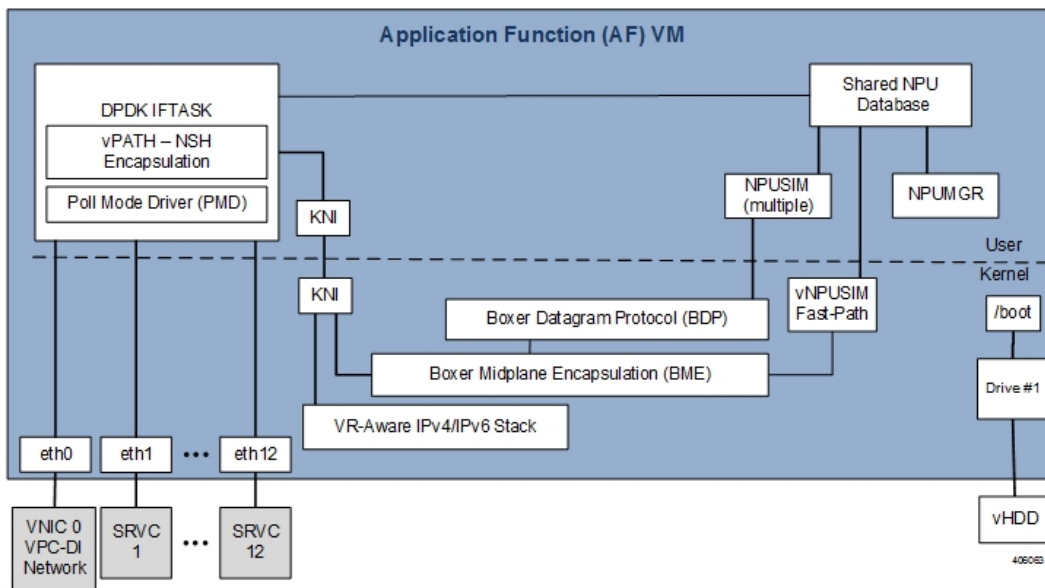 Application Function (AF) VM
DPDK IFTASK
vPATH – NSH
Encapsulation
Poll Mode Driver (PMD)
Shared NPU
Database
NPUSIM
(multiple)
NPUMGR
KNI
User
Kernel
KNI
vNPUSIM
Fast-Path
/boot
Boxer Datagram Protocol (BDP)
Boxer Midplane Encapsulation (BME)
Drive #1
VR-Aware IPv4/IPv6 Stack
eth0
eth1
•••
eth12
VNIC 0
VPC-DI
Network
SRVC
1
•••
SRVC
12
vHDD
406063